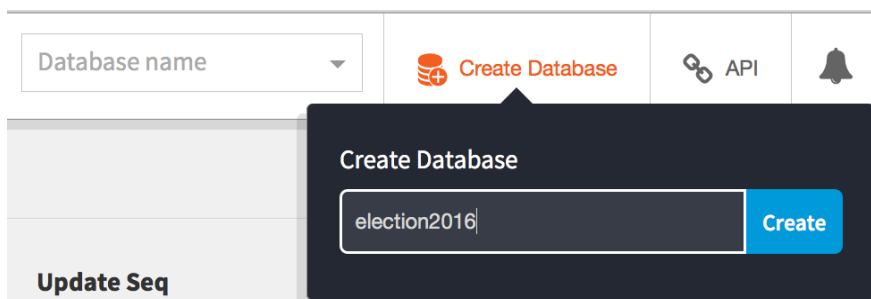 Database name
Create Database
API
Create Database
election2016
Create
Update Seq